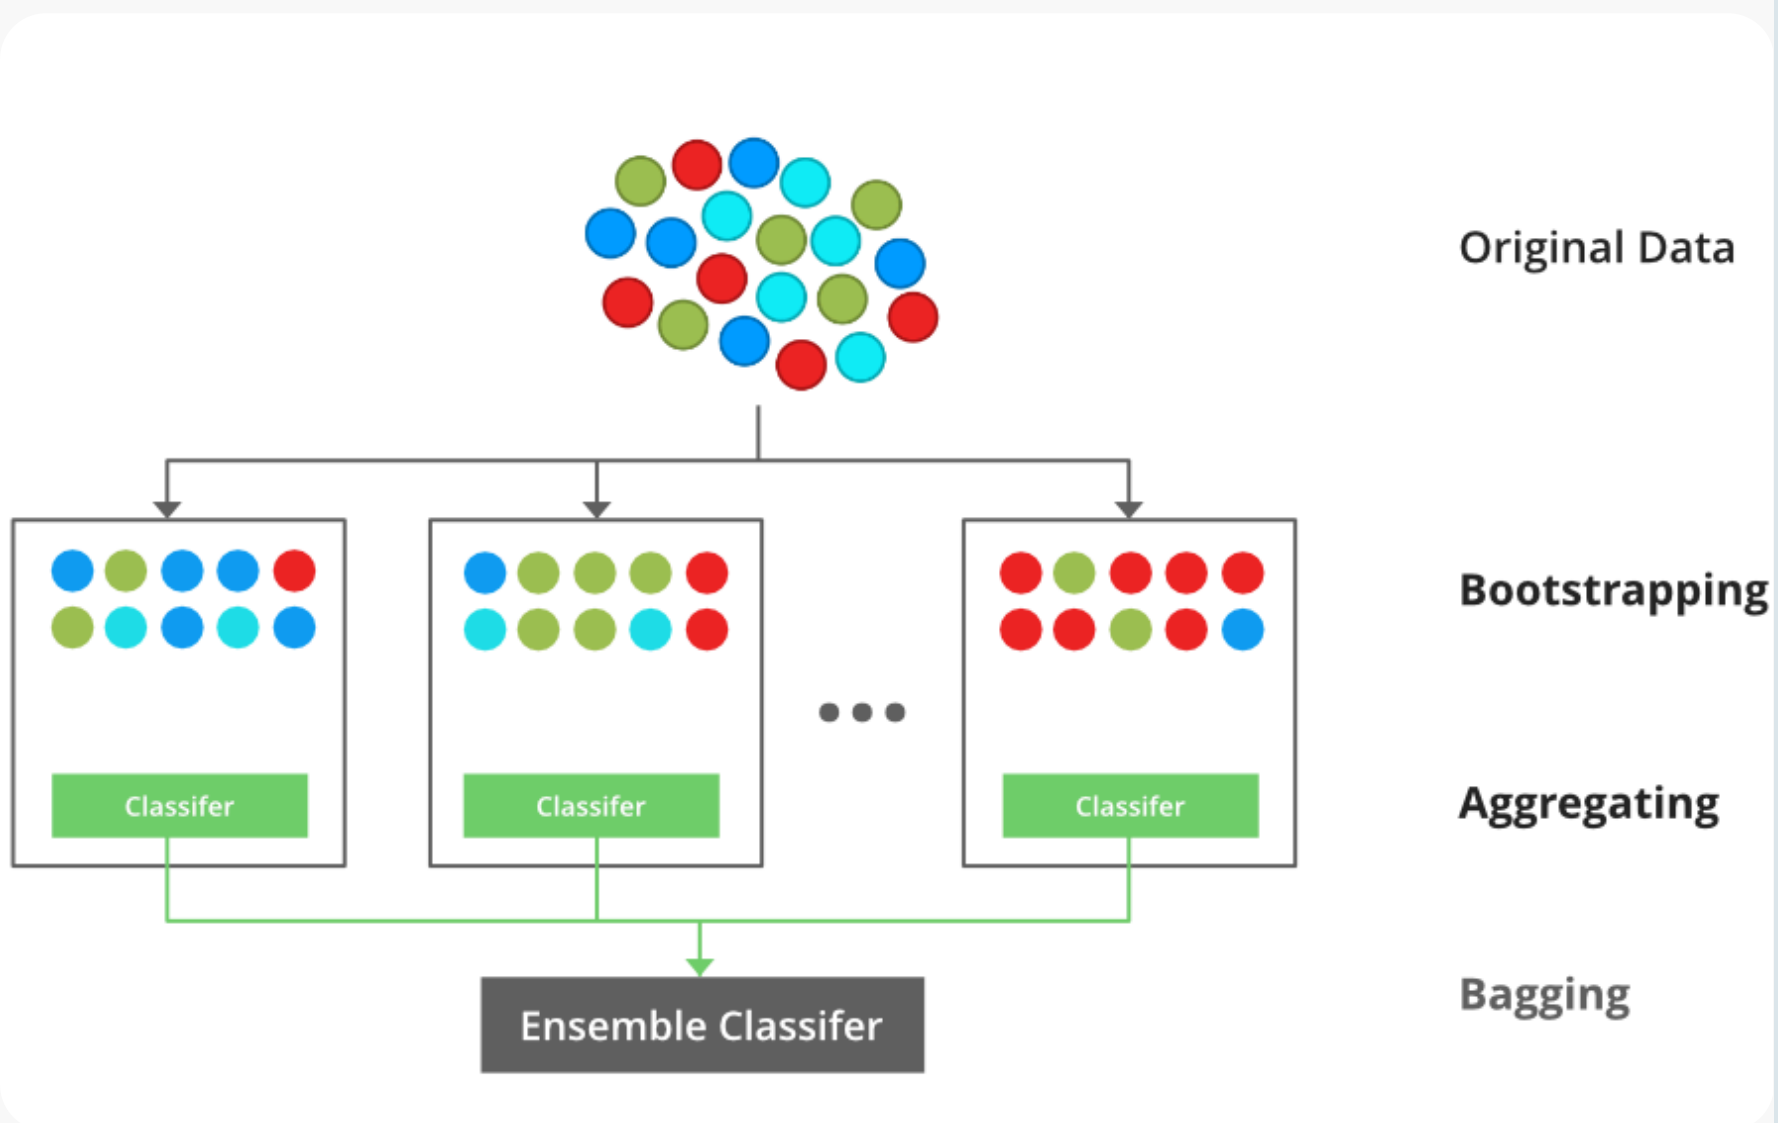 Original Data
Bootstrapping
Classifer
Classifer
Classifer
Aggregating
Ensemble Classifer
Bagging